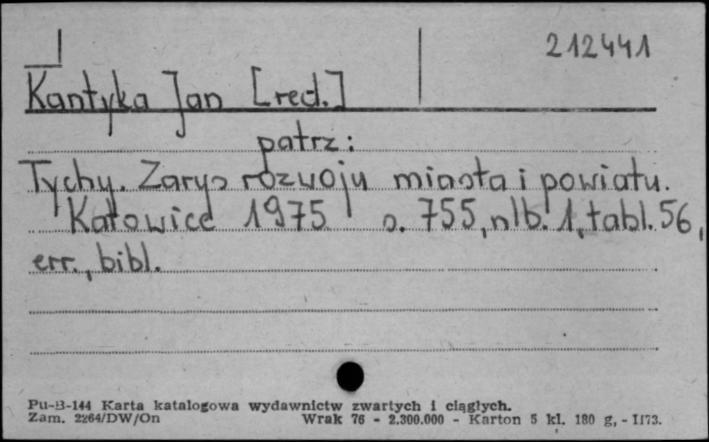 212441
Kantyka Jan [red.]
patrz:
Tychy. Zarys rozwoju miasta i powiatu.
Katowice 1975 s. 755, nlb. 1, tabl. 56,
err., bibl.
Pu-B-144 Karta katalogowa wydawnictw zwartych i ciągłych.
Zam. 2264/DW/On Wrak 76 - 2.300.000 - Karton 5 kl. 180 g, - II73.